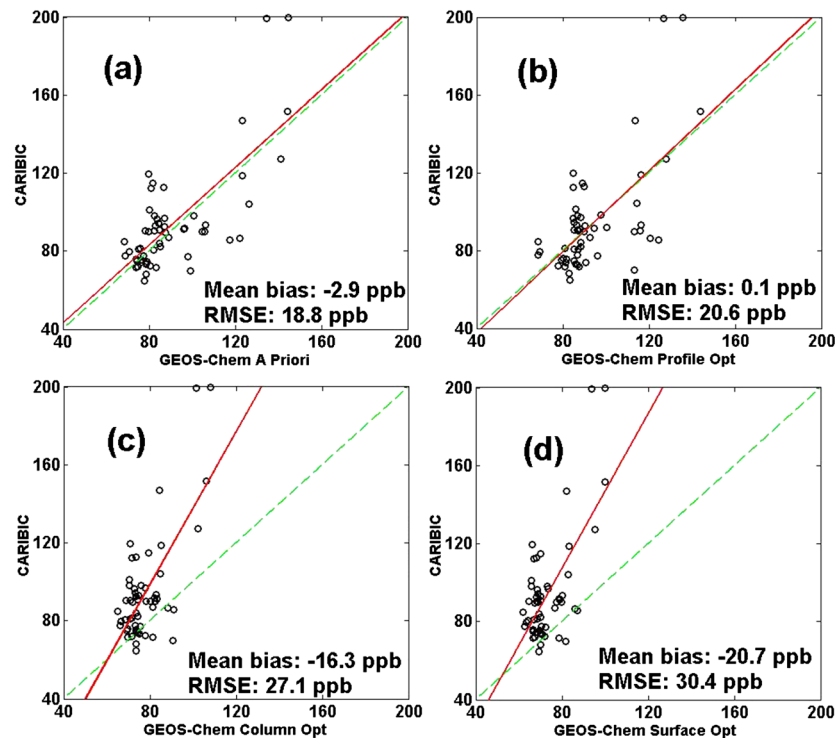 200
160
120
80
40
CARIBIC
(a)
Mean bias: -2.9 ppb
RMSE: 18.8 ppb
40 80 120 160 200
GEOS-Chem A Priori
200
160
120
80
40
CARIBIC
(b)
Mean bias: 0.1 ppb
RMSE: 20.6 ppb
40 80 120 160 200
GEOS-Chem Profile Opt
200
160
120
80
40
CARIBIC
(c)
Mean bias: -16.3 ppb
RMSE: 27.1 ppb
40 80 120 160 200
GEOS-Chem Column Opt
200
160
120
80
40
CARIBIC
(d)
Mean bias: -20.7 ppb
RMSE: 30.4 ppb
40 80 120 160 200
GEOS-Chem Surface Opt